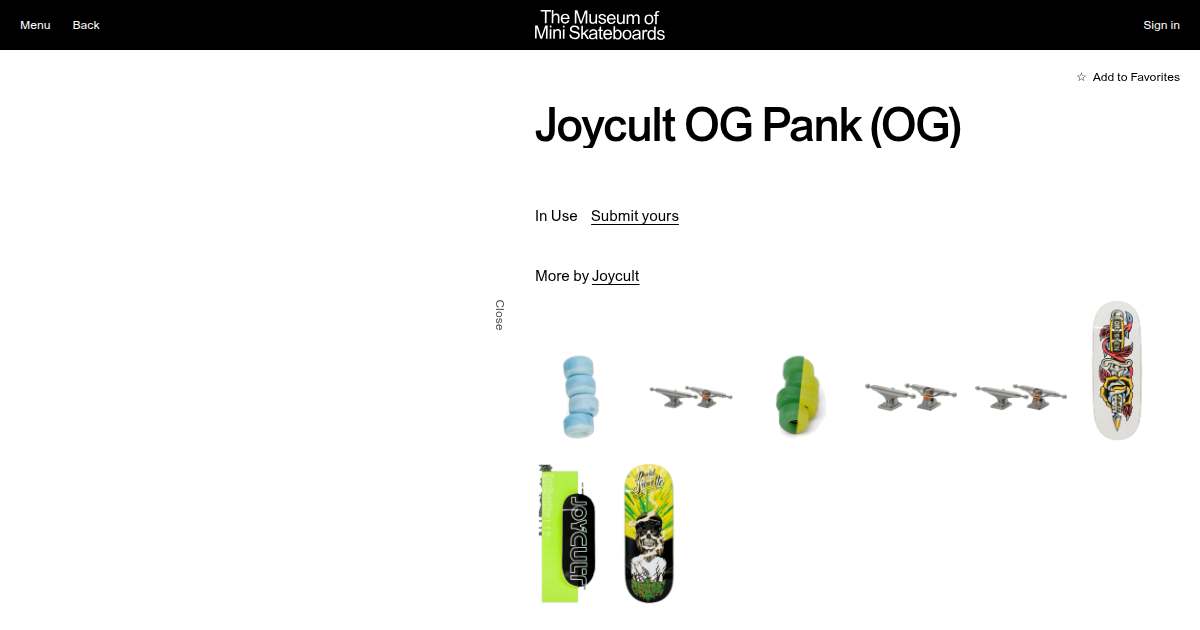 Menu
Back
The Museum of
Mini Skateboards
Sign in
☆ Add to Favorites
Joycult OG Pank (OG)
In Use
Submit yours
More by Joycult
Close
JOYCULT